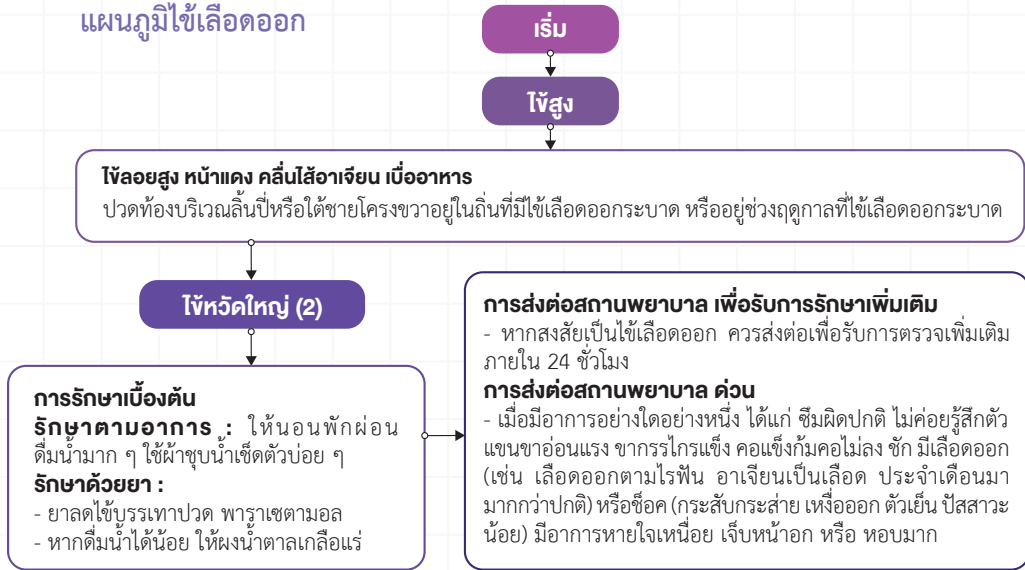 แผนภูมิไข้เลือดออก
เริ่ม
ไข้สูง
ไข้ลอยสูง หน้าแดง คลื่นไส้อาเจียน เบื่ออาหาร
ปวดท้องบริเวณลิ้นปี่หรือใต้ชายโครงขวาอยู่ในถิ่นที่มีไข้เลือดออกระบาด หรืออยู่ช่วงฤดูกาลที่ไข้เลือดออกระบาด
ไข้หวัดใหญ่ (2)
การรักษาเบื้องต้น
รักษาตามอาการ : ให้นอนพักผ่อน
ดื่มน้ำมาก ๆ ใช้ผ้าชุบน้ำเช็ดตัวบ่อย ๆ
รักษาด้วยยา :
- ยาลดไข้บรรเทาปวด พาราเซตามอล
- หากดื่มน้ำได้น้อย ให้ผงน้ำตาลเกลือแร่
การส่งต่อสถานพยาบาล เพื่อรับการรักษาเพิ่มเติม
- หากสงสัยเป็นไข้เลือดออก ควรส่งต่อเพื่อรับการตรวจเพิ่มเติม
ภายใน 24 ชั่วโมง
การส่งต่อสถานพยาบาล ด่วน
- เมื่อมีอาการอย่างใดอย่างหนึ่ง ได้แก่ ซึมผิดปกติ ไม่ค่อยรู้สึกตัว
แขนขาอ่อนแรง ขากรรไกรแข็ง คอแข็งก้มคอไม่ลง ชัก มีเลือดออก
(เช่น เลือดออกตามไรฟัน อาเจียนเป็นเลือด ประจำเดือนมา
มากกว่าปกติ) หรือช็อค (กระสับกระส่าย เหงื่อออก ตัวเย็น ปัสสาวะ
น้อย) มีอาการหายใจเหนื่อย เจ็บหน้าอก หรือ หอบมาก